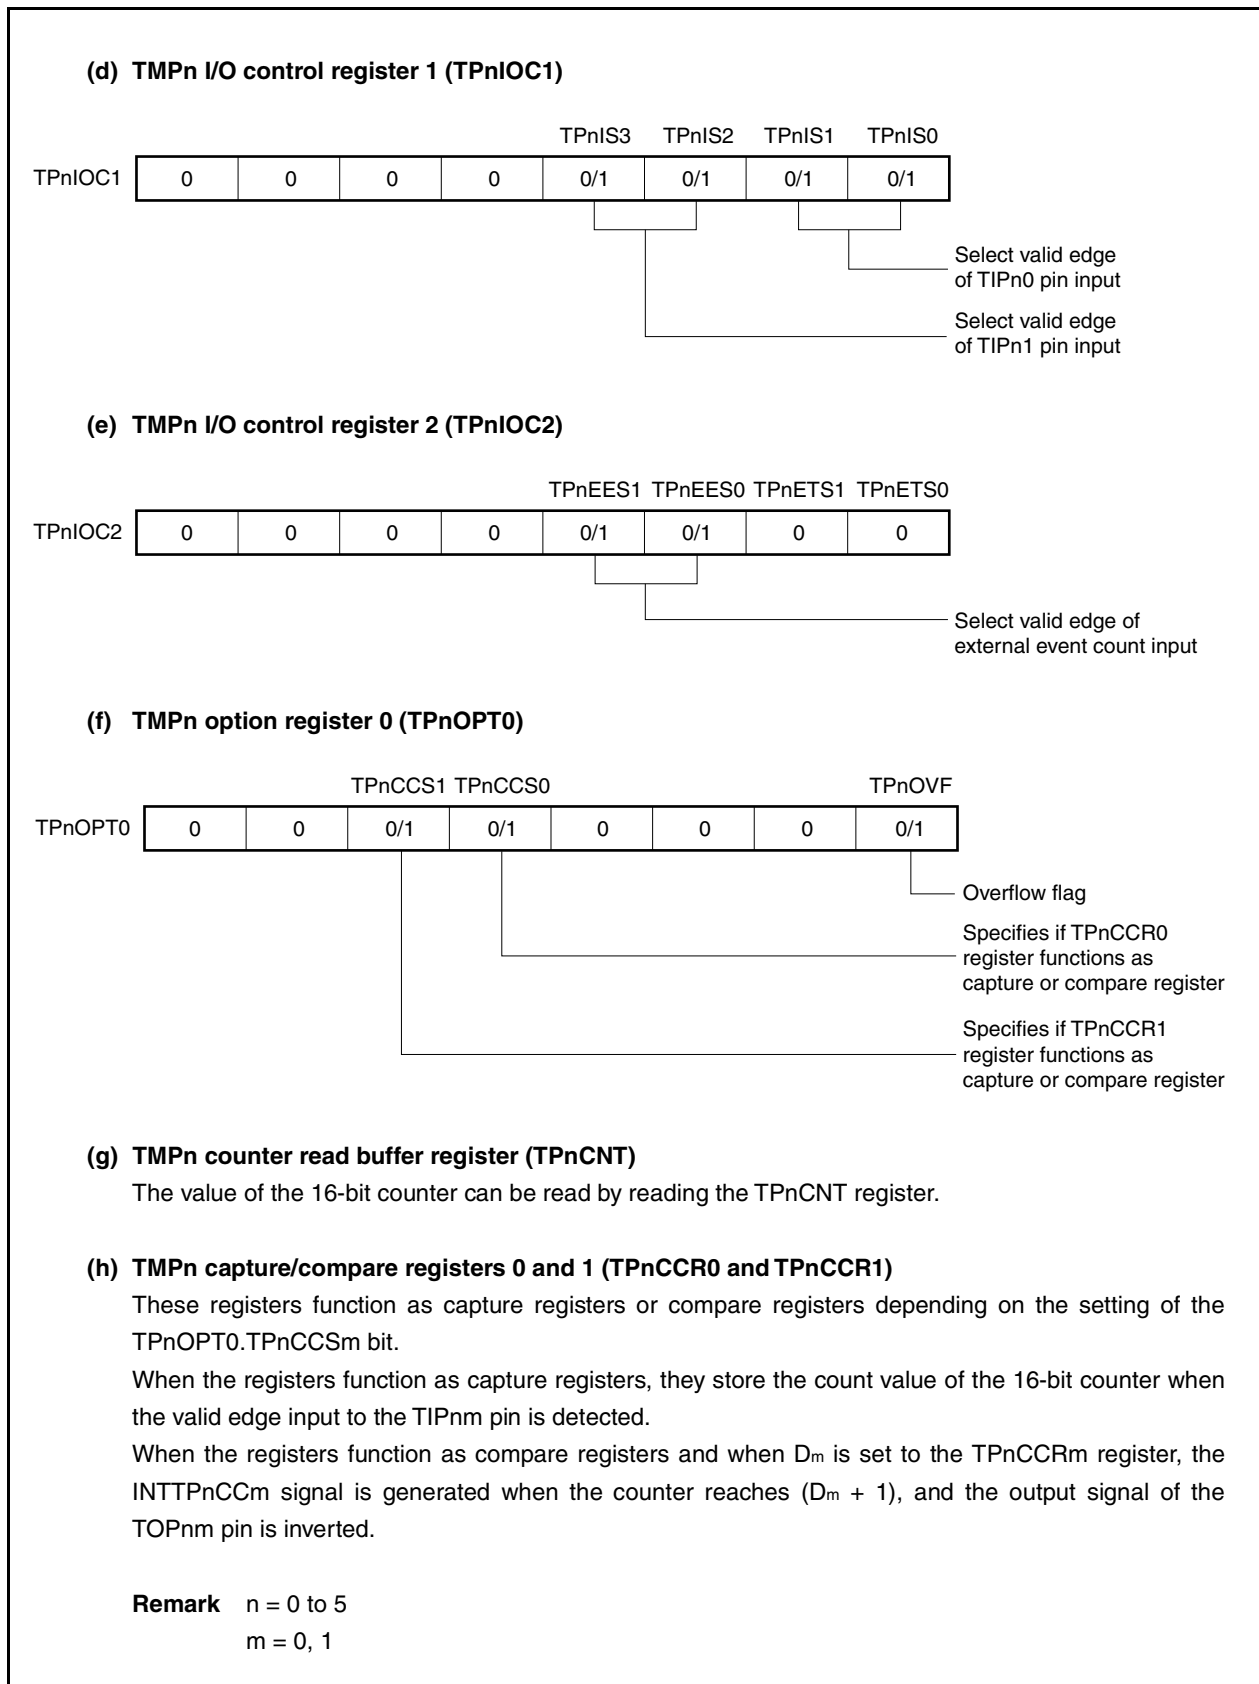 (d) TMPn I/O control register 1 (TPnIOC1)
TPnIS3 TPnIS2 TPnIS1 TPnIS0
TPnIOC1 0 0 0 0 0/1 0/1 0/1 0/1
Select valid edge
of TIPn0 pin input
Select valid edge
of TIPn1 pin input
(e) TMPn I/O control register 2 (TPnIOC2)
TPnEES1 TPnEES0 TPnETS1 TPnETS0
TPnIOC2 0 0 0 0 0/1 0/1 0 0
Select valid edge of
external event count input
(f) TMPn option register 0 (TPnOPT0)
TPnCCS1 TPnCCS0 TPnOVF
TPnOPT0 0 0 0/1 0/1 0 0 0 0/1
Overflow flag
Specifies if TPnCCR0
register functions as
capture or compare register
Specifies if TPnCCR1
register functions as
capture or compare register
(g) TMPn counter read buffer register (TPnCNT)
The value of the 16-bit counter can be read by reading the TPnCNT register.
(h) TMPn capture/compare registers 0 and 1 (TPnCCR0 and TPnCCR1)
These registers function as capture registers or compare registers depending on the setting of the
TPnOPT0.TPnCCSm bit.
When the registers function as capture registers, they store the count value of the 16-bit counter when
the valid edge input to the TIPnm pin is detected.
When the registers function as compare registers and when Dm is set to the TPnCCRm register, the
INTTPnCCm signal is generated when the counter reaches (Dm + 1), and the output signal of the
TOPnm pin is inverted.
Remark n = 0 to 5
m = 0, 1